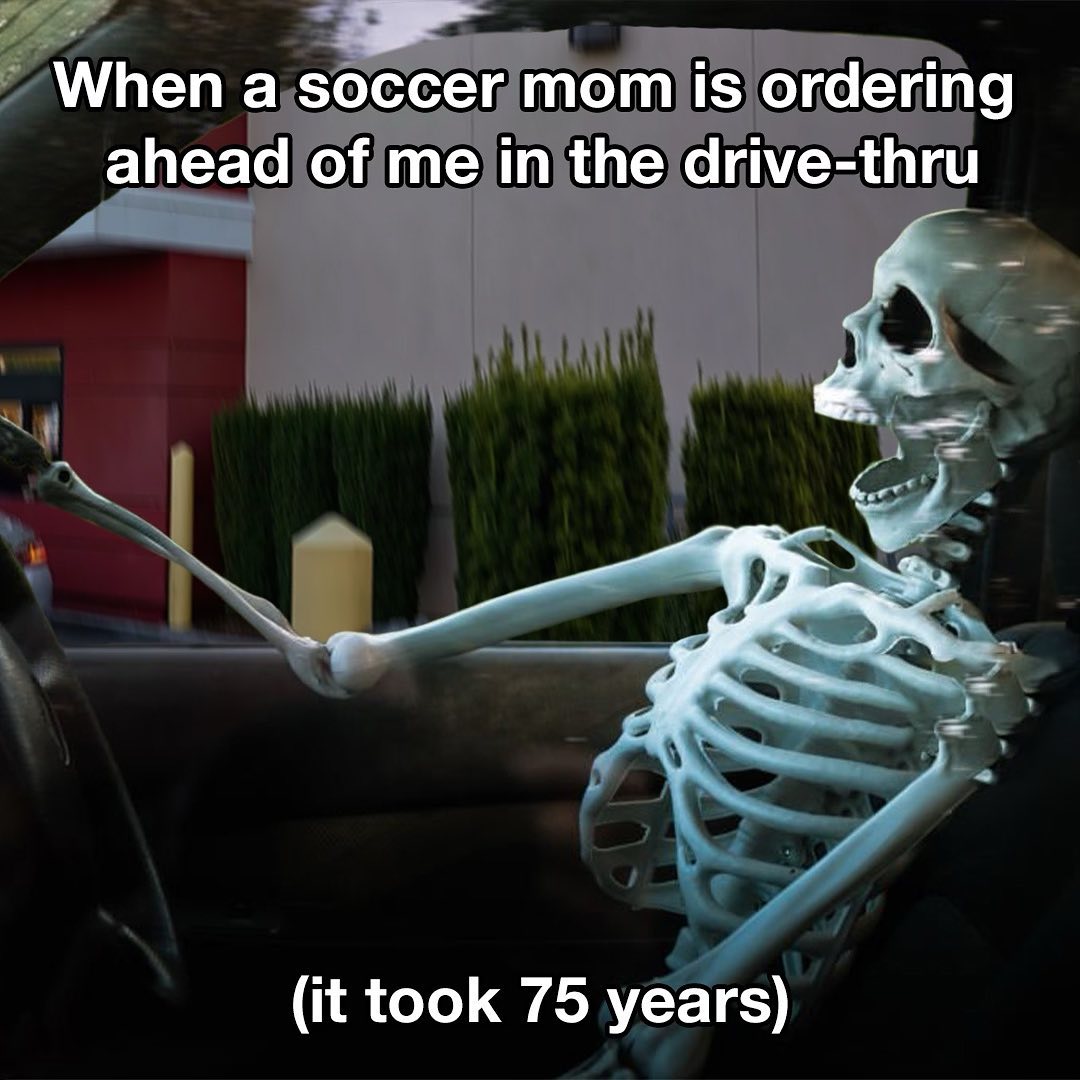 When a soccer mom is ordering
ahead of me in the drive-thru
(it took 75 years)